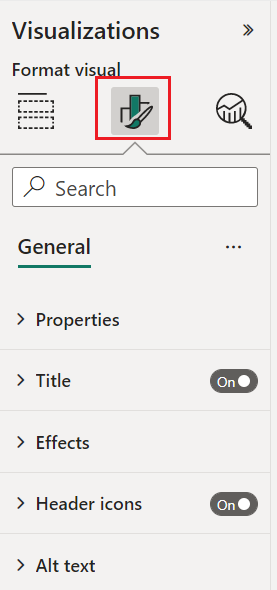 Visualizations
Format visual
Search
General
Properties
Title On
Effects
Header icons On
Alt text